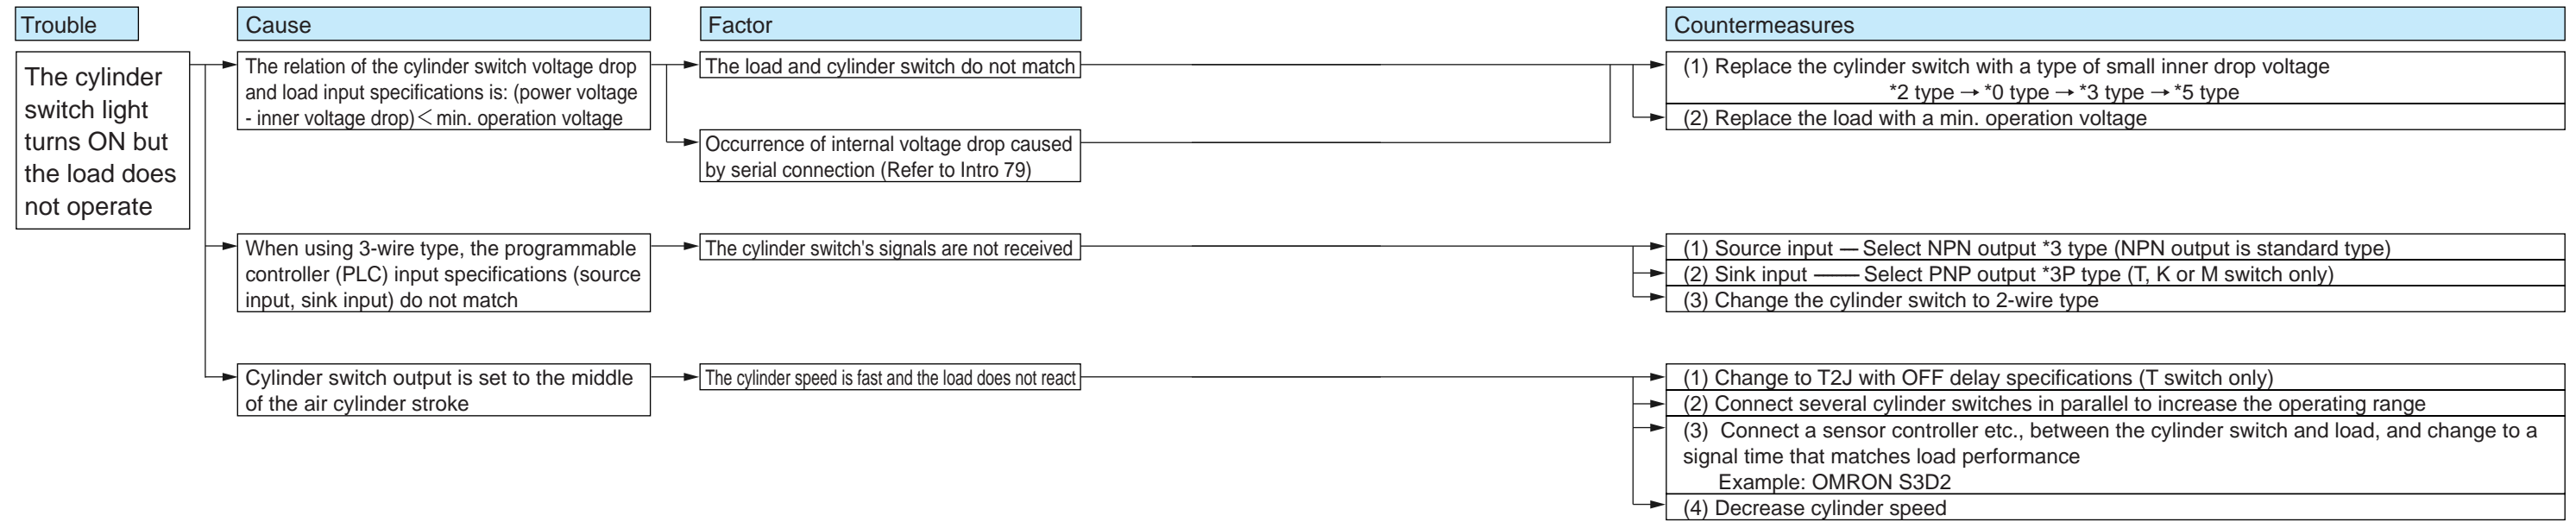 Trouble
Cause
Factor
Countermeasures
The cylinder
switch light
turns ON but
the load does
not operate
The relation of the cylinder switch voltage drop
and load input specifications is: (power voltage
- inner voltage drop)＜min. operation voltage
The load and cylinder switch do not match
Occurrence of internal voltage drop caused
by serial connection (Refer to Intro 79)
(1) Replace the cylinder switch with a type of small inner drop voltage
*2 type → *0 type → *3 type → *5 type
(2) Replace the load with a min. operation voltage
When using 3-wire type, the programmable
controller (PLC) input specifications (source
input, sink input) do not match
The cylinder switch's signals are not received
(1) Source input — Select NPN output *3 type (NPN output is standard type)
(2) Sink input —— Select PNP output *3P type (T, K or M switch only)
(3) Change the cylinder switch to 2-wire type
Cylinder switch output is set to the middle
of the air cylinder stroke
The cylinder speed is fast and the load does not react
(1) Change to T2J with OFF delay specifications (T switch only)
(2) Connect several cylinder switches in parallel to increase the operating range
(3) Connect a sensor controller etc., between the cylinder switch and load, and change to a
signal time that matches load performance
Example: OMRON S3D2
(4) Decrease cylinder speed